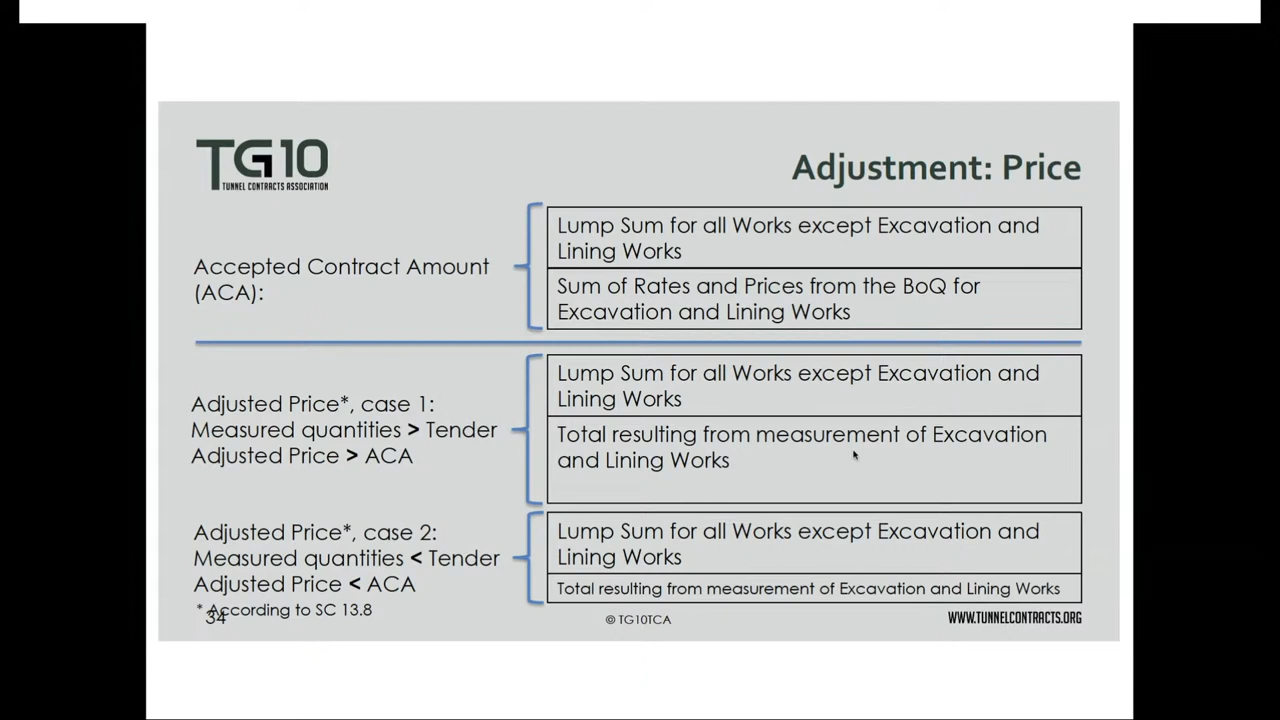 TG10
TUNNEL CONTRACTS ASSOCIATION
Adjustment: Price
Accepted Contract Amount
(ACA):
Lump Sum for all Works except Excavation and
Lining Works
Sum of Rates and Prices from the BoQ for
Excavation and Lining Works
Adjusted Price*, case 1:
Measured quantities > Tender
Adjusted Price > ACA
Lump Sum for all Works except Excavation and
Lining Works
Total resulting from measurement of Excavation
and Lining Works
Adjusted Price*, case 2:
Measured quantities < Tender
Adjusted Price < ACA
Lump Sum for all Works except Excavation and
Lining Works
Total resulting from measurement of Excavation and Lining Works
* According to SC 13.8
34
© TG10TCA
WWW.TUNNELCONTRACTS.ORG